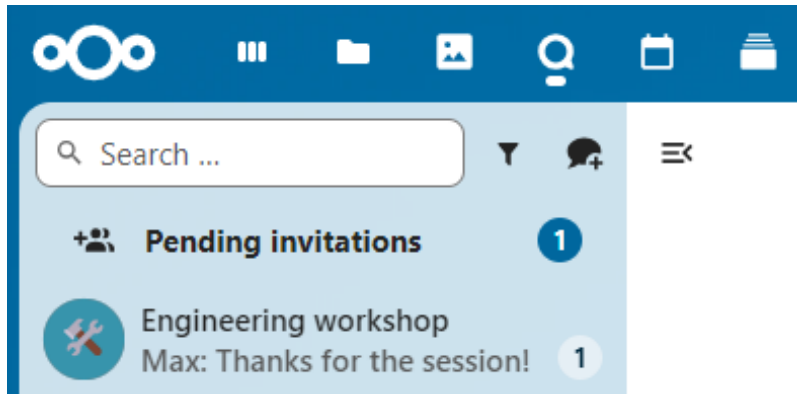 Search ...
Pending invitations 1
Engineering workshop
Max: Thanks for the session! 1